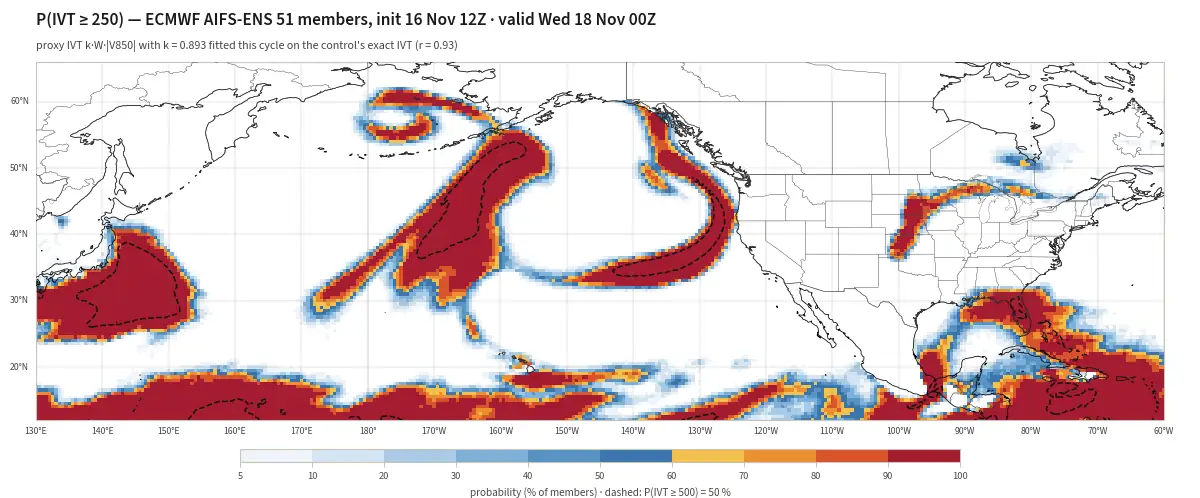 P(IVT ≥ 250) — ECMWF AIFS-ENS 51 members, init 16 Nov 12Z · valid Wed 18 Nov 00Z
proxy IVT k·W·|V850| with k = 0.893 fitted this cycle on the control's exact IVT (r = 0.93)
60°N
50°N
40°N
30°N
20°N
130°E 140°E 150°E 160°E 170°E 180° 170°W 160°W 150°W 140°W 130°W 120°W 110°W 100°W 90°W 80°W 70°W 60°W
5 10 20 30 40 50 60 70 80 90 100
probability (% of members) · dashed: P(IVT ≥ 500) = 50 %